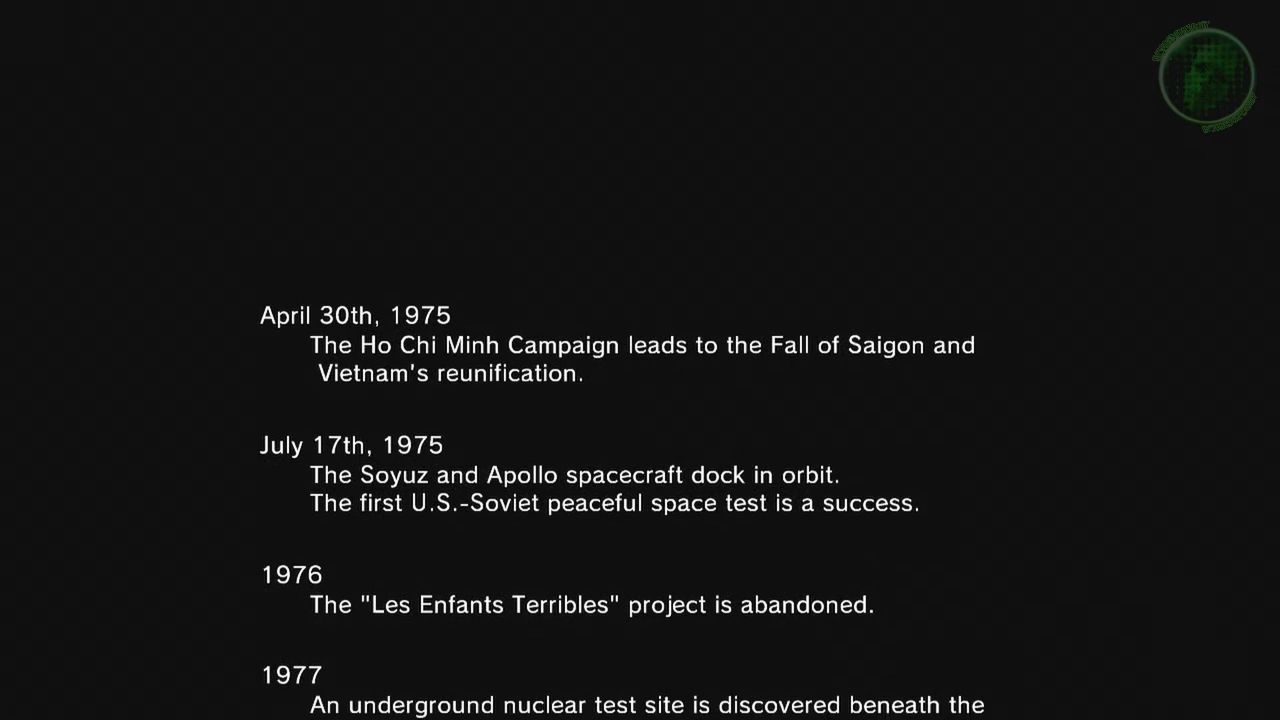 April 30th, 1975
The Ho Chi Minh Campaign leads to the Fall of Saigon and
Vietnam's reunification.
July 17th, 1975
The Soyuz and Apollo spacecraft dock in orbit.
The first U.S.-Soviet peaceful space test is a success.
1976
The "Les Enfants Terribles" project is abandoned.
1977
An underground nuclear test site is discovered beneath the